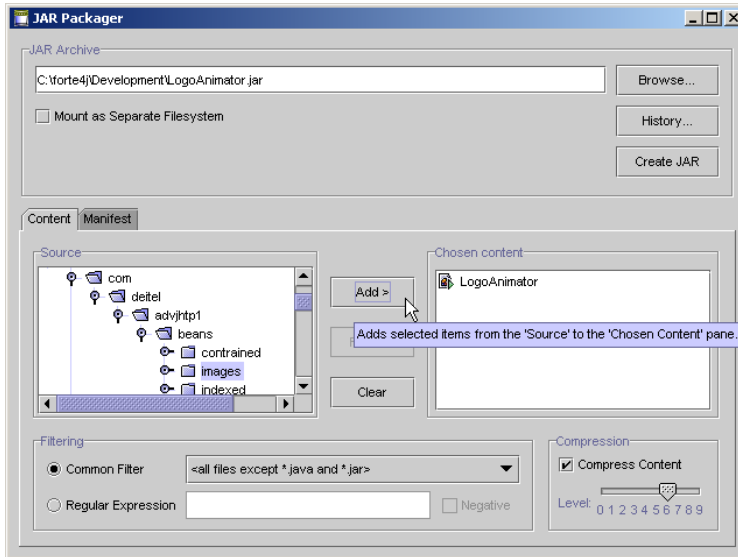 JAR Packager
JAR Archive
C:\forte4j\Development\LogoAnimator.jar
Browse...
Mount as Separate Filesystem
History...
Create JAR
Content
Manifest
Source
Chosen content
com
deitel
advjhtp1
beans
contrained
images
indexed
Add >
LogoAnimator
Adds selected items from the 'Source' to the 'Chosen Content' pane.
Clear
Filtering
Common Filter
<all files except *.java and *.jar>
Regular Expression
Negative
Compression
Compress Content
Level:
0 1 2 3 4 5 6 7 8 9